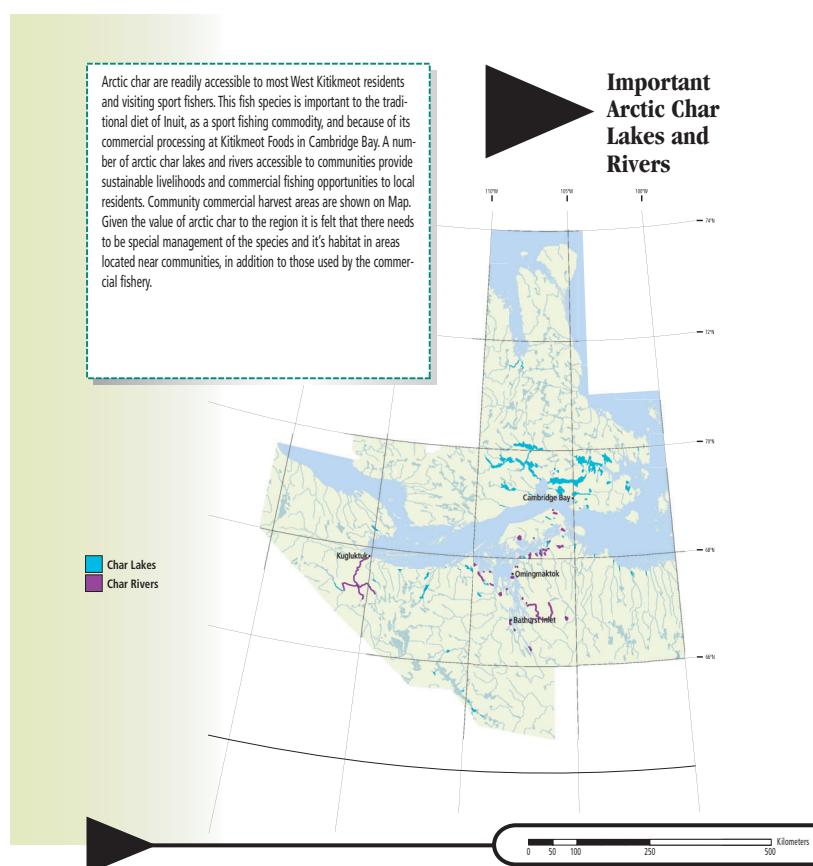 Arctic char are readily accessible to most West Kitikmeot residents
and visiting sport fishers. This fish species is important to the tradi-
tional diet of Inuit, as a sport fishing commodity, and because of its
commercial processing at Kitikmeot Foods in Cambridge Bay. A num-
ber of arctic char lakes and rivers accessible to communities provide
sustainable livelihoods and commercial fishing opportunities to local
residents. Community commercial harvest areas are shown on Map.
Given the value of arctic char to the region it is felt that there needs
to be special management of the species and it's habitat in areas
located near communities, in addition to those used by the commer-
cial fishery.
Important
Arctic Char
Lakes and
Rivers
110°W 105°W 100°W
74°N
72°N
70°N
Cambridge Bay
68°N
Kugluktuk
Char Lakes
Omingmaktok
Char Rivers
Bathurst Inlet
66°N
Kilometers
0 50 100 250 500